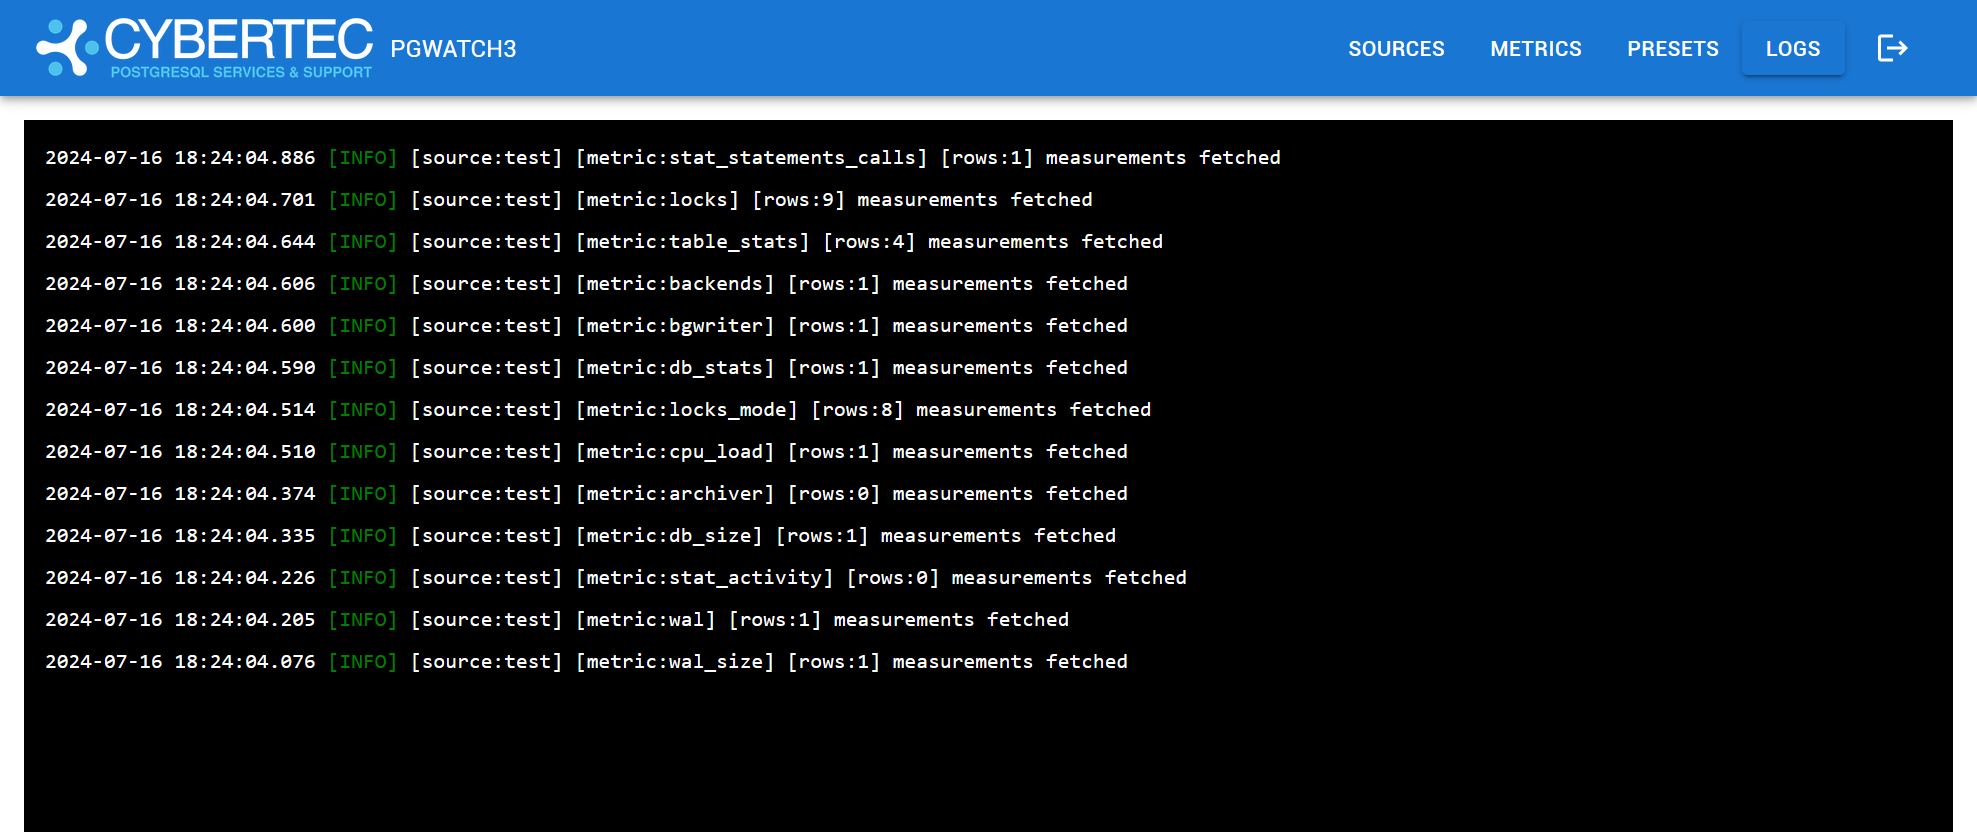 CYBERTEC
POSTGRESQL SERVICES & SUPPORT
PGWATCH3
SOURCES
METRICS
PRESETS
LOGS
2024-07-16 18:24:04.886 [INFO] [source:test] [metric:stat_statements_calls] [rows:1] measurements fetched
2024-07-16 18:24:04.701 [INFO] [source:test] [metric:locks] [rows:9] measurements fetched
2024-07-16 18:24:04.644 [INFO] [source:test] [metric:table_stats] [rows:4] measurements fetched
2024-07-16 18:24:04.606 [INFO] [source:test] [metric:backends] [rows:1] measurements fetched
2024-07-16 18:24:04.600 [INFO] [source:test] [metric:bgwriter] [rows:1] measurements fetched
2024-07-16 18:24:04.590 [INFO] [source:test] [metric:db_stats] [rows:1] measurements fetched
2024-07-16 18:24:04.514 [INFO] [source:test] [metric:locks_mode] [rows:8] measurements fetched
2024-07-16 18:24:04.510 [INFO] [source:test] [metric:cpu_load] [rows:1] measurements fetched
2024-07-16 18:24:04.374 [INFO] [source:test] [metric:archiver] [rows:0] measurements fetched
2024-07-16 18:24:04.335 [INFO] [source:test] [metric:db_size] [rows:1] measurements fetched
2024-07-16 18:24:04.226 [INFO] [source:test] [metric:stat_activity] [rows:0] measurements fetched
2024-07-16 18:24:04.205 [INFO] [source:test] [metric:wal] [rows:1] measurements fetched
2024-07-16 18:24:04.076 [INFO] [source:test] [metric:wal_size] [rows:1] measurements fetched